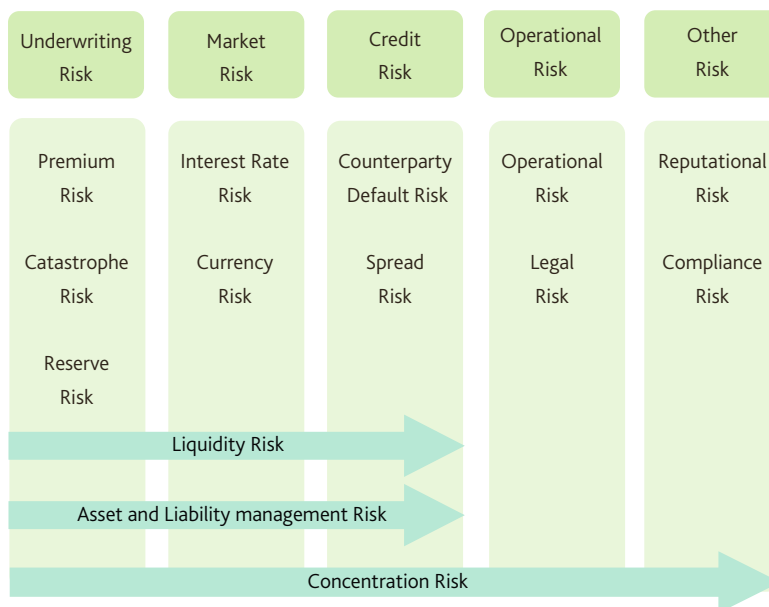 Underwriting
Risk
Market
Risk
Credit
Risk
Operational
Risk
Other
Risk
Premium
Risk
Catastrophe
Risk
Reserve
Risk
Interest Rate
Risk
Currency
Risk
Counterparty
Default Risk
Spread
Risk
Operational
Risk
Legal
Risk
Reputational
Risk
Compliance
Risk
Liquidity Risk
Asset and Liability management Risk
Concentration Risk